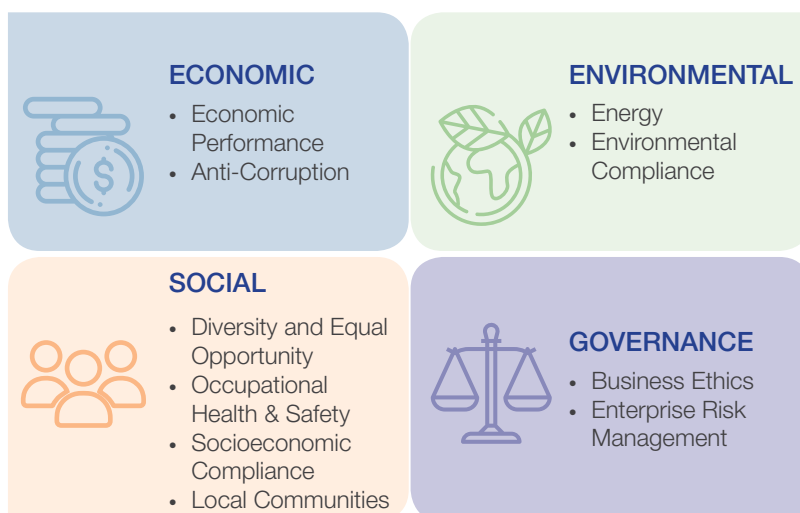 ECONOMIC
• Economic
Performance
• Anti-Corruption
ENVIRONMENTAL
• Energy
• Environmental
Compliance
SOCIAL
• Diversity and Equal
Opportunity
• Occupational
Health & Safety
• Socioeconomic
Compliance
• Local Communities
GOVERNANCE
• Business Ethics
• Enterprise Risk
Management
$